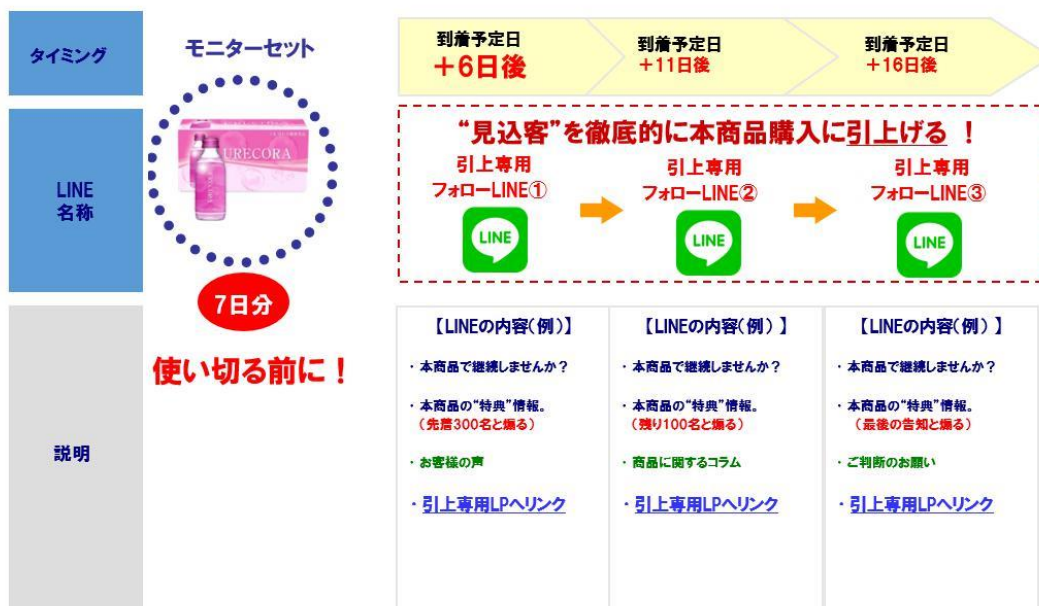 タイミング
モニターセット
到着予定日
＋6日後
到着予定日
＋11日後
到着予定日
＋16日後
LINE
名称
URECORA
7日分
“見込客”を徹底的に本商品購入に引上げる ！
引上専用
フォローLINE①
LINE
引上専用
フォローLINE②
LINE
引上専用
フォローLINE③
LINE
説明
使い切る前に！
【LINEの内容(例)】
・本商品で継続しませんか？
・本商品の“特典”情報。
（先着300名と煽る）
・お客様の声
・引上専用LPへリンク
【LINEの内容(例) 】
・本商品で継続しませんか？
・本商品の“特典”情報。
（残り100名と煽る）
・商品に関するコラム
・引上専用LPへリンク
【LINEの内容(例) 】
・本商品で継続しませんか？
・本商品の“特典”情報。
（最後の告知と煽る）
・ご判断のお願い
・引上専用LPへリンク